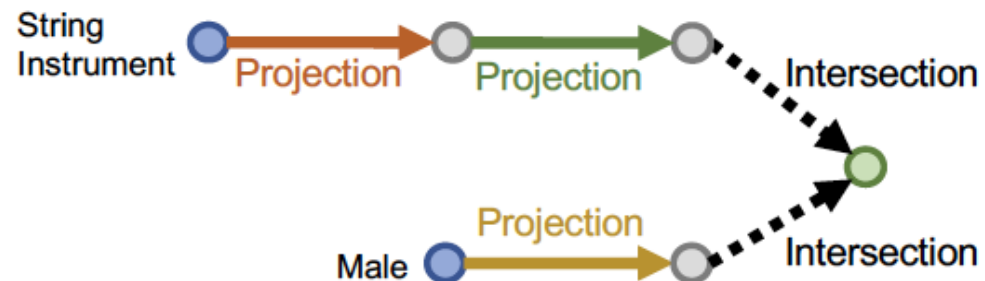 String
Instrument
Projection
Projection
Intersection
Projection
Male
Intersection